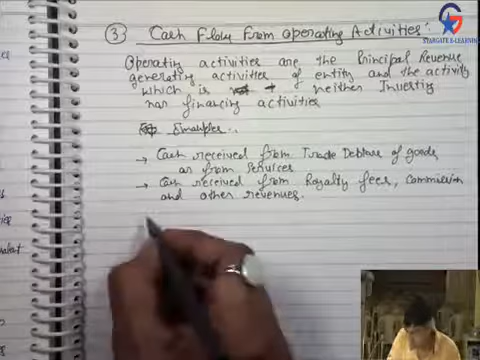 STARGATE E-LEARNING
③ Cash Flow From operating Activities:
Operating activities are the Principal Revenue
generating activities of entity and the activity
which is neither Investig
nor financing activities
Examples..
→ Cash received from Trade Debtors of goods
as from services
→ Cash received from Royalty fees, Commission
and other revenues.